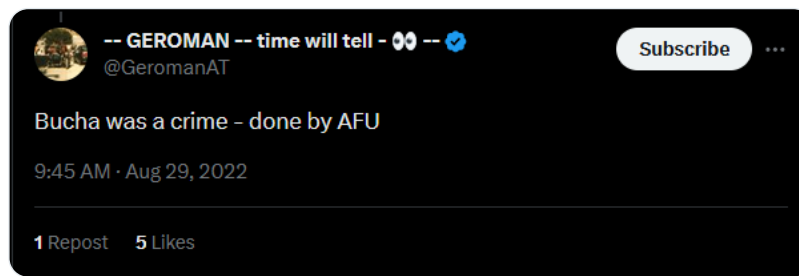 -- GEROMAN -- time will tell - 👀 --
@GeromanAT
Subscribe
Bucha was a crime - done by AFU
9:45 AM · Aug 29, 2022
1 Repost 5 Likes